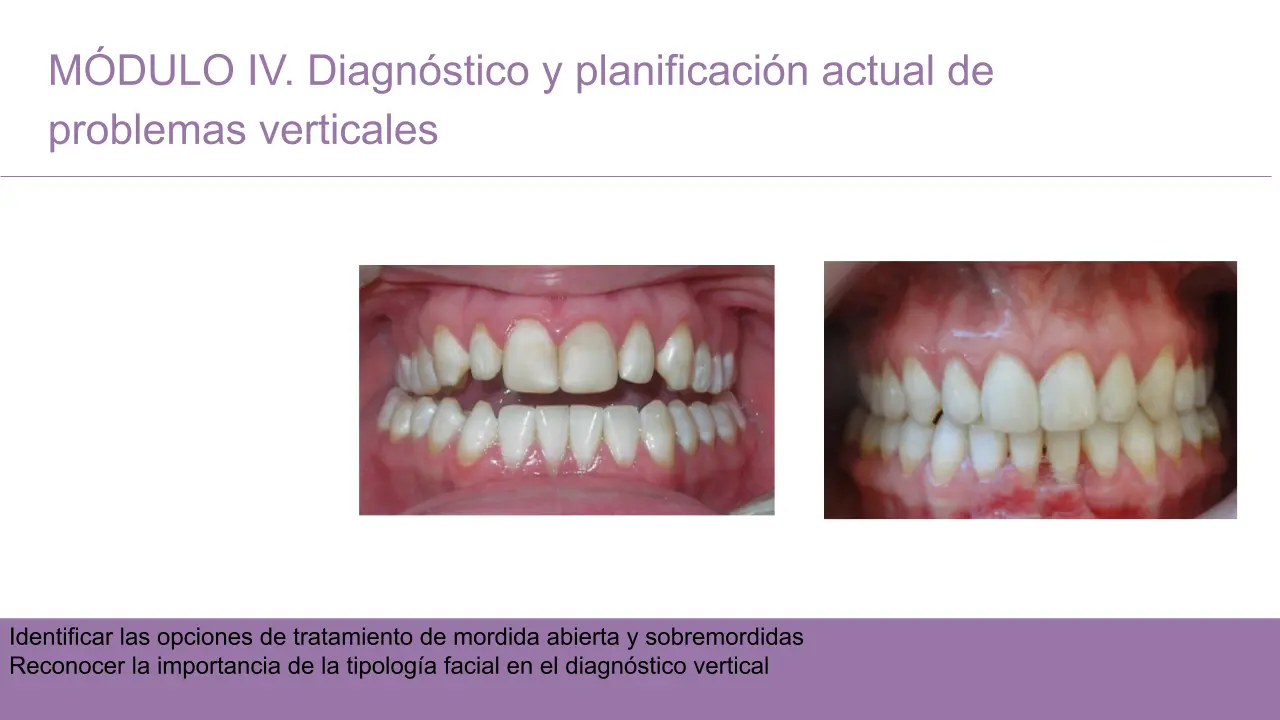 MÓDULO IV. Diagnóstico y planificación actual de
problemas verticales
Identificar las opciones de tratamiento de mordida abierta y sobremordidas
Reconocer la importancia de la tipología facial en el diagnóstico vertical